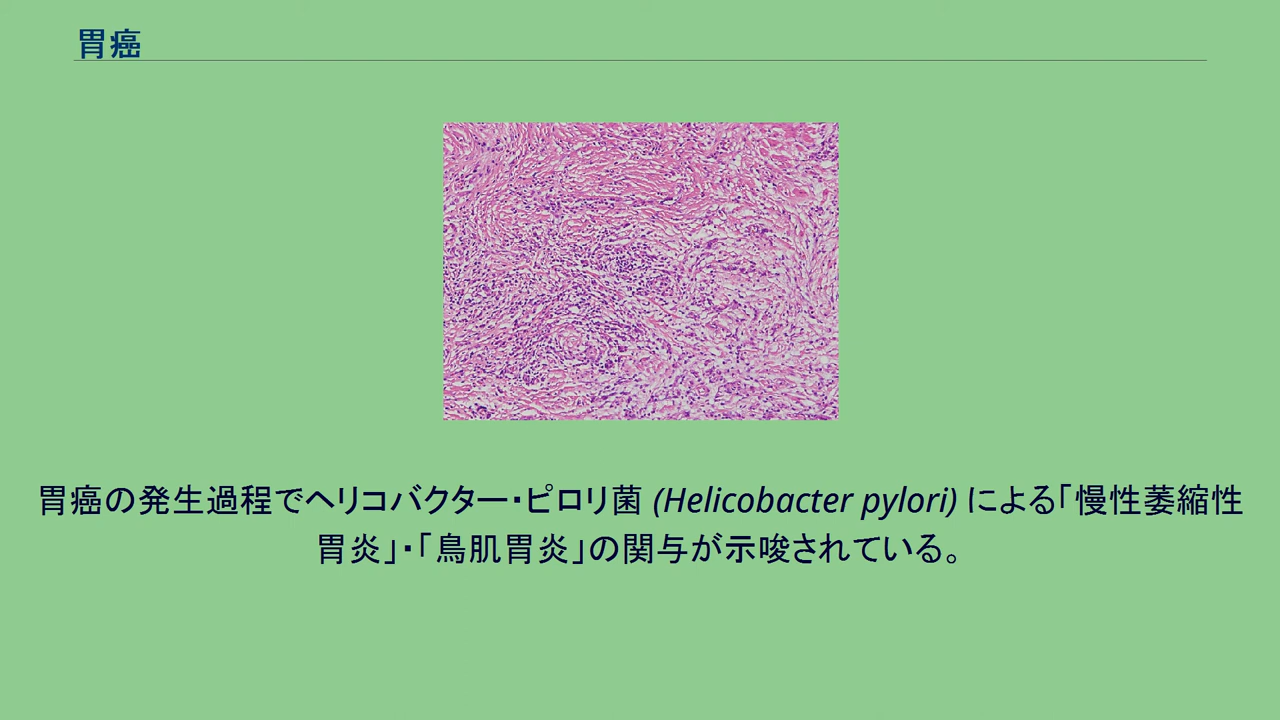 胃癌
胃癌の発生過程でヘリコバクター・ピロリ菌 (Helicobacter pylori) による「慢性萎縮性
胃炎」・「鳥肌胃炎」の関与が示唆されている。